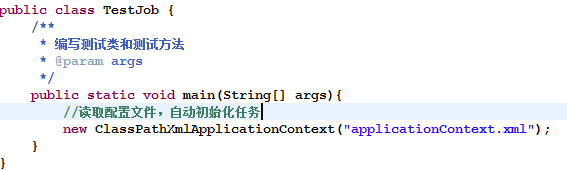 public class TestJob {
/**
* 编写测试类和测试方法
* @param args
*/
public static void main(String[] args){
//读取配置文件，自动初始化任务
new ClassPathXmlApplicationContext("applicationContext.xml");
}
}